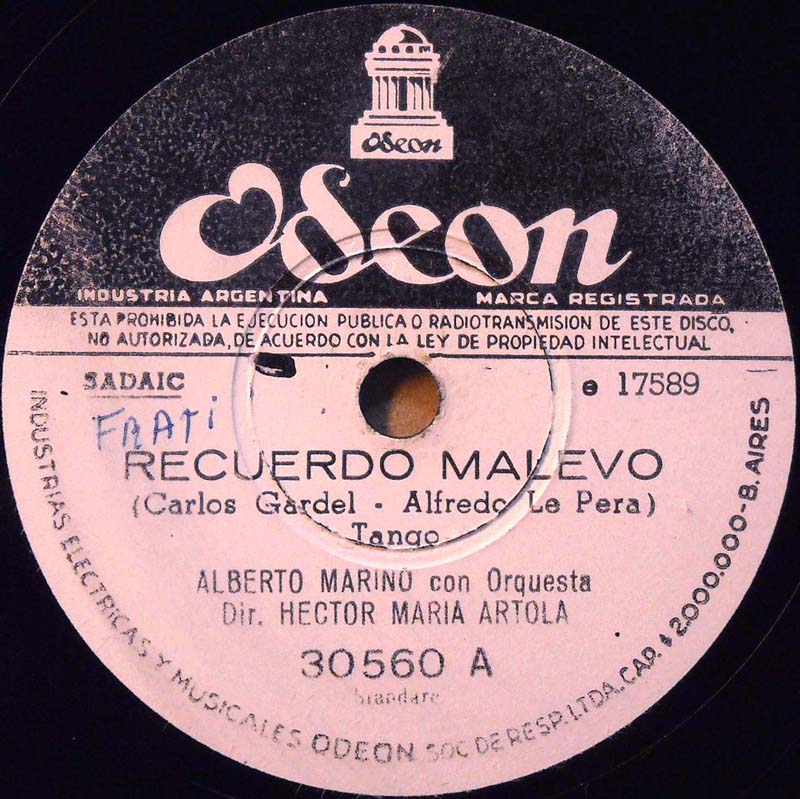 Odeon
Odeon
INDUSTRIA ARGENTINA MARCA REGISTRADA
ESTA PROHIBIDA LA EJECUCION PUBLICA O RADIOTRANSMISION DE ESTE DISCO,
NO AUTORIZADA, DE ACUERDO CON LA LEY DE PROPIEDAD INTELECTUAL
SADAIC e 17589
FRATi
RECUERDO MALEVO
(Carlos Gardel - Alfredo Le Pera)
Tango
ALBERTO MARINO con Orquesta
Dir. HECTOR MARIA ARTOLA
30560 A
INDUSTRIAS ELECTRICAS Y MUSICALES ODEON SOC DE RESP. LTDA. CAP. $2.000.000-B. AIRES